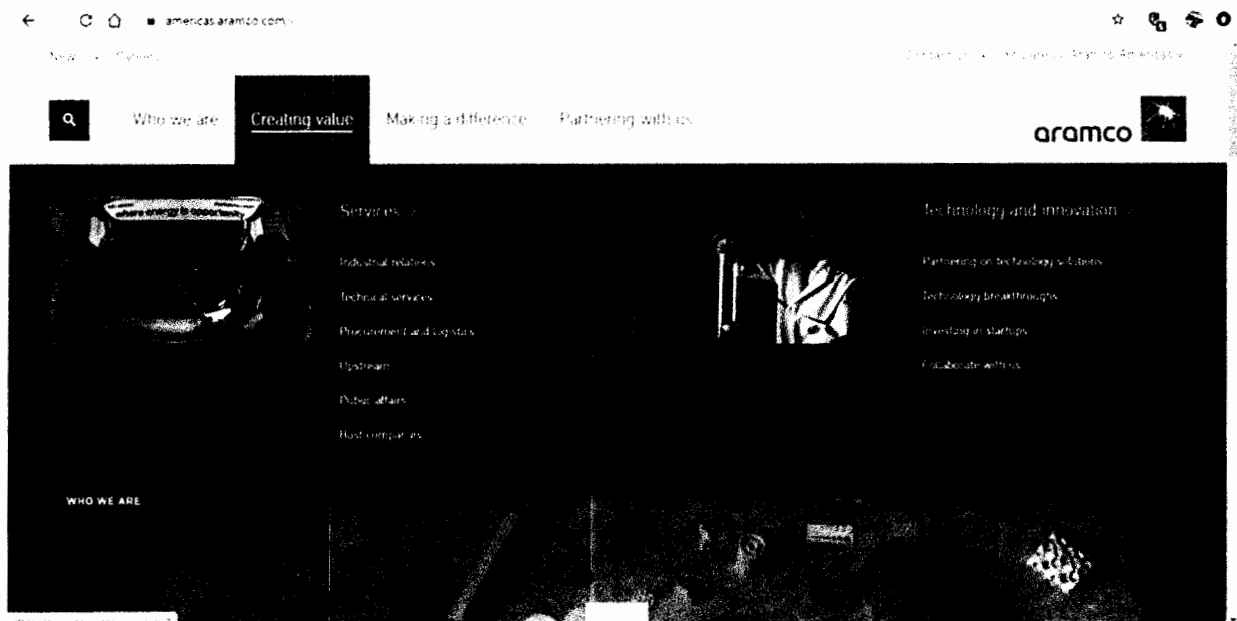 americas.aramco.com
Who we are
Creating value
Making a difference
Partnering with us
aramco
Services
Industrial relations
Technical services
Procurement and logistics
Upstream
Public affairs
Host companies
Technology and innovation
Partnering on technology solutions
Technology breakthroughs
Investing in startups
Collaborate with us
WHO WE ARE